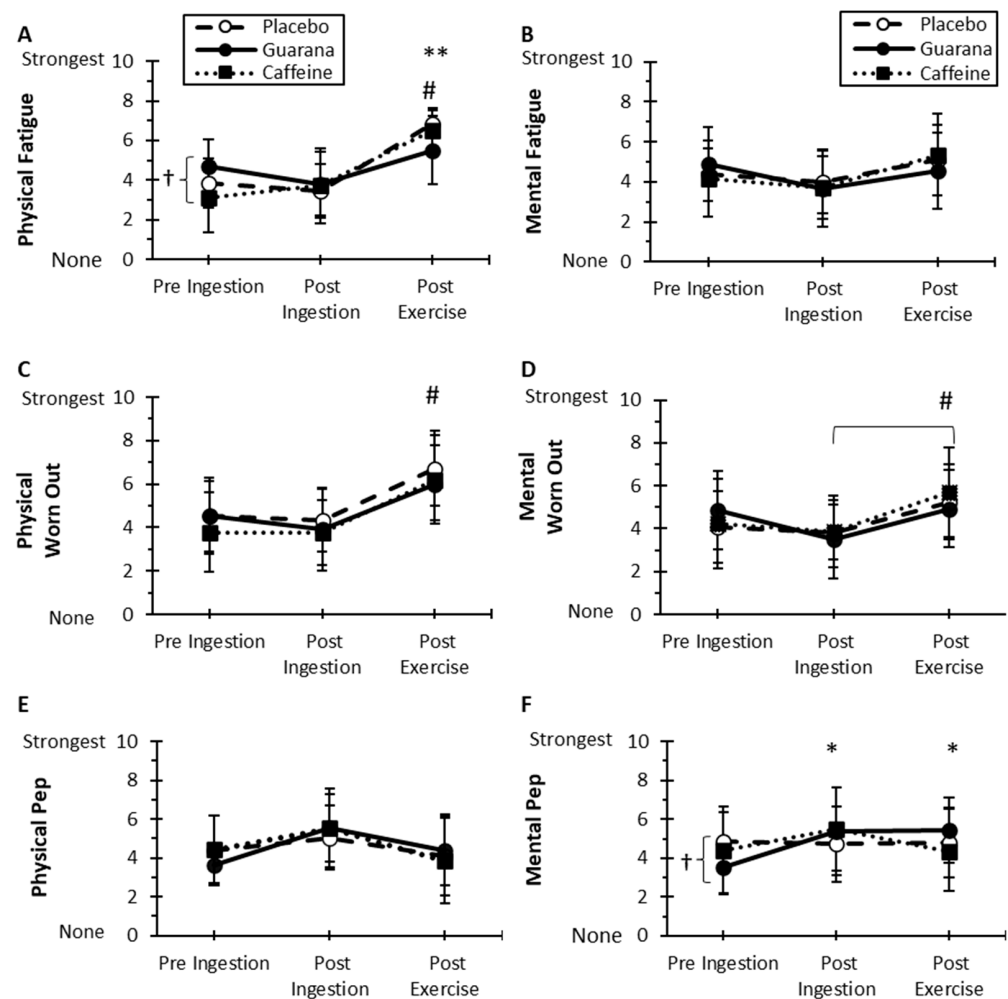 A
Placebo
Guarana
Caffeine
Strongest
10
8
6
4
2
0
None
Physical Fatigue
**
#
†
Pre Ingestion
Post
Ingestion
Post
Exercise
B
Placebo
Guarana
Caffeine
Strongest
10
8
6
4
2
0
None
Mental Fatigue
Pre Ingestion
Post
Ingestion
Post
Exercise
C
Strongest
10
8
6
4
2
0
None
Physical
Worn Out
#
Pre Ingestion
Post
Ingestion
Post
Exercise
D
Strongest
10
8
6
4
2
0
None
Mental
Worn Out
#
Pre Ingestion
Post
Ingestion
Post
Exercise
E
Strongest
10
8
6
4
2
0
None
Physical Pep
Pre Ingestion
Post
Ingestion
Post
Exercise
F
Strongest
10
8
6
4
2
0
None
Mental Pep
*
*
†
Pre Ingestion
Post
Ingestion
Post
Exercise